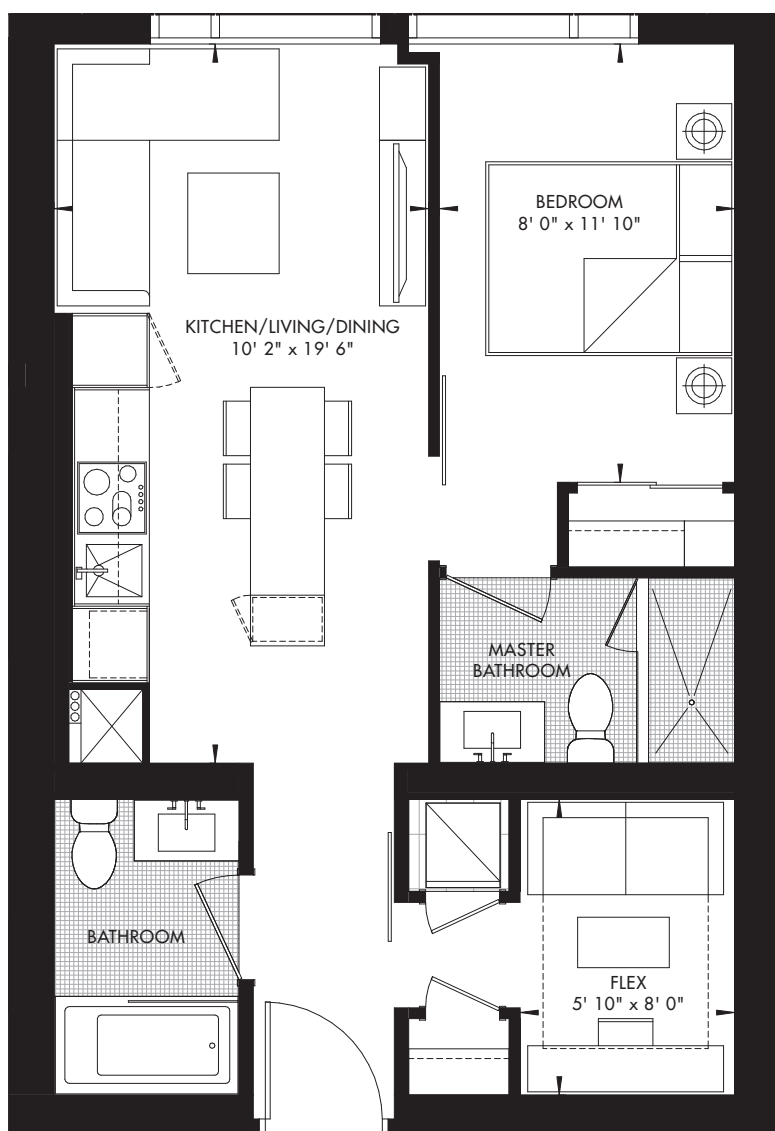 BEDROOM
8' 0" x 11' 10"
KITCHEN/LIVING/DINING
10' 2" x 19' 6"
MASTER
BATHROOM
BATHROOM
FLEX
5' 10" x 8' 0"